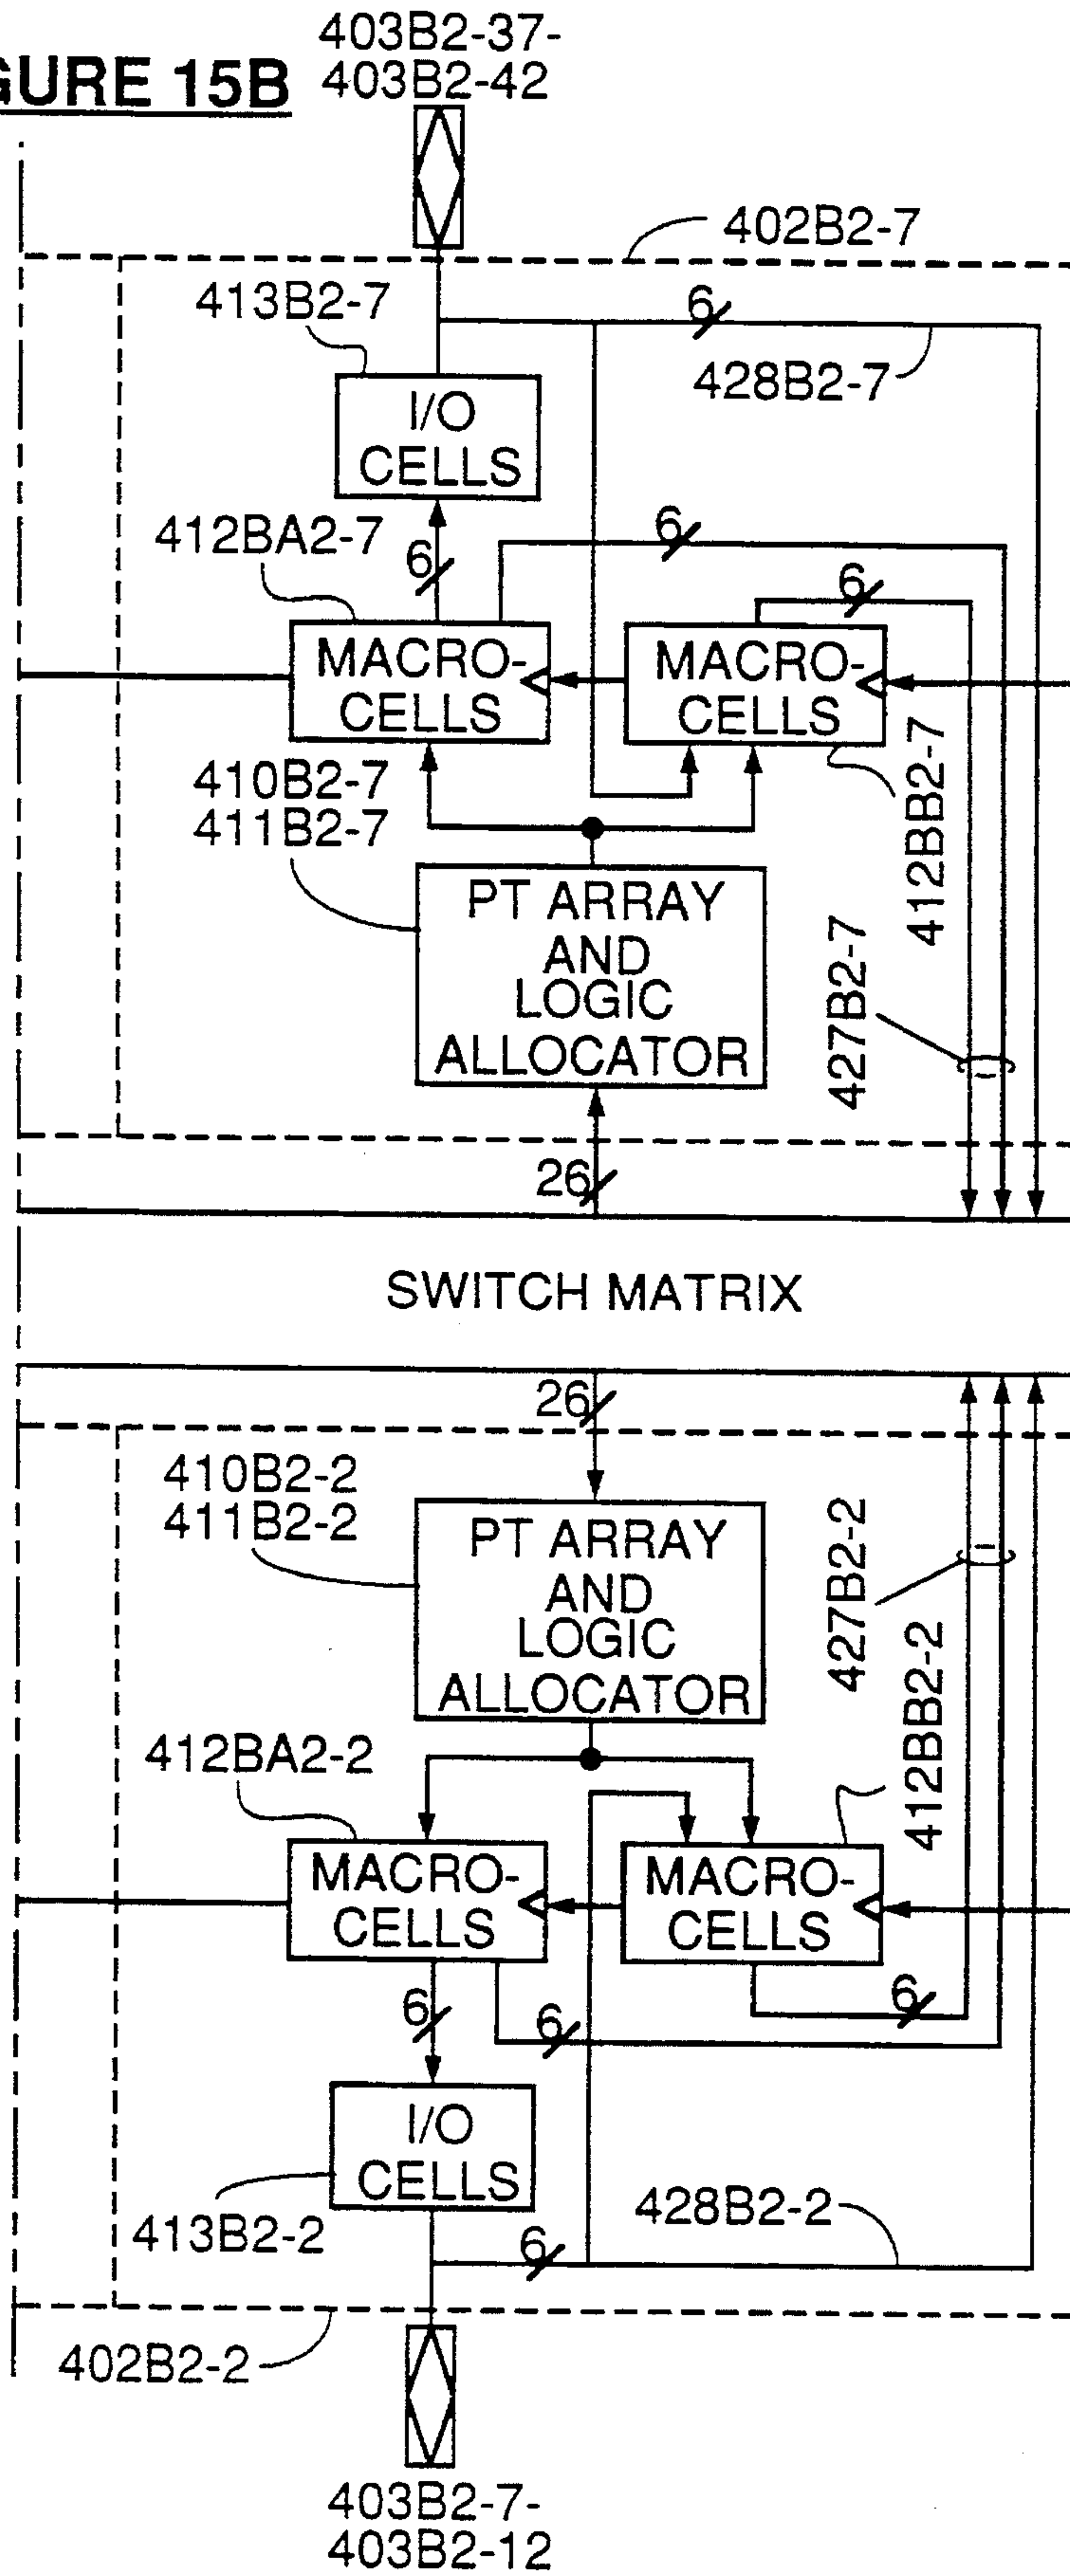 GURE 15B
403B2-37-
403B2-42
402B2-7
413B2-7
6
428B2-7
I/O
CELLS
412BA2-7
6
6
6
MACRO-
CELLS
MACRO-
CELLS
410B2-7
411B2-7
412BB2-7
PT ARRAY
AND
LOGIC
ALLOCATOR
427B2-7
26
SWITCH MATRIX
26
410B2-2
411B2-2
PT ARRAY
AND
LOGIC
ALLOCATOR
427B2-2
412BB2-2
412BA2-2
MACRO-
CELLS
MACRO-
CELLS
6
6
6
I/O
CELLS
413B2-2
6
428B2-2
402B2-2
403B2-7-
403B2-12